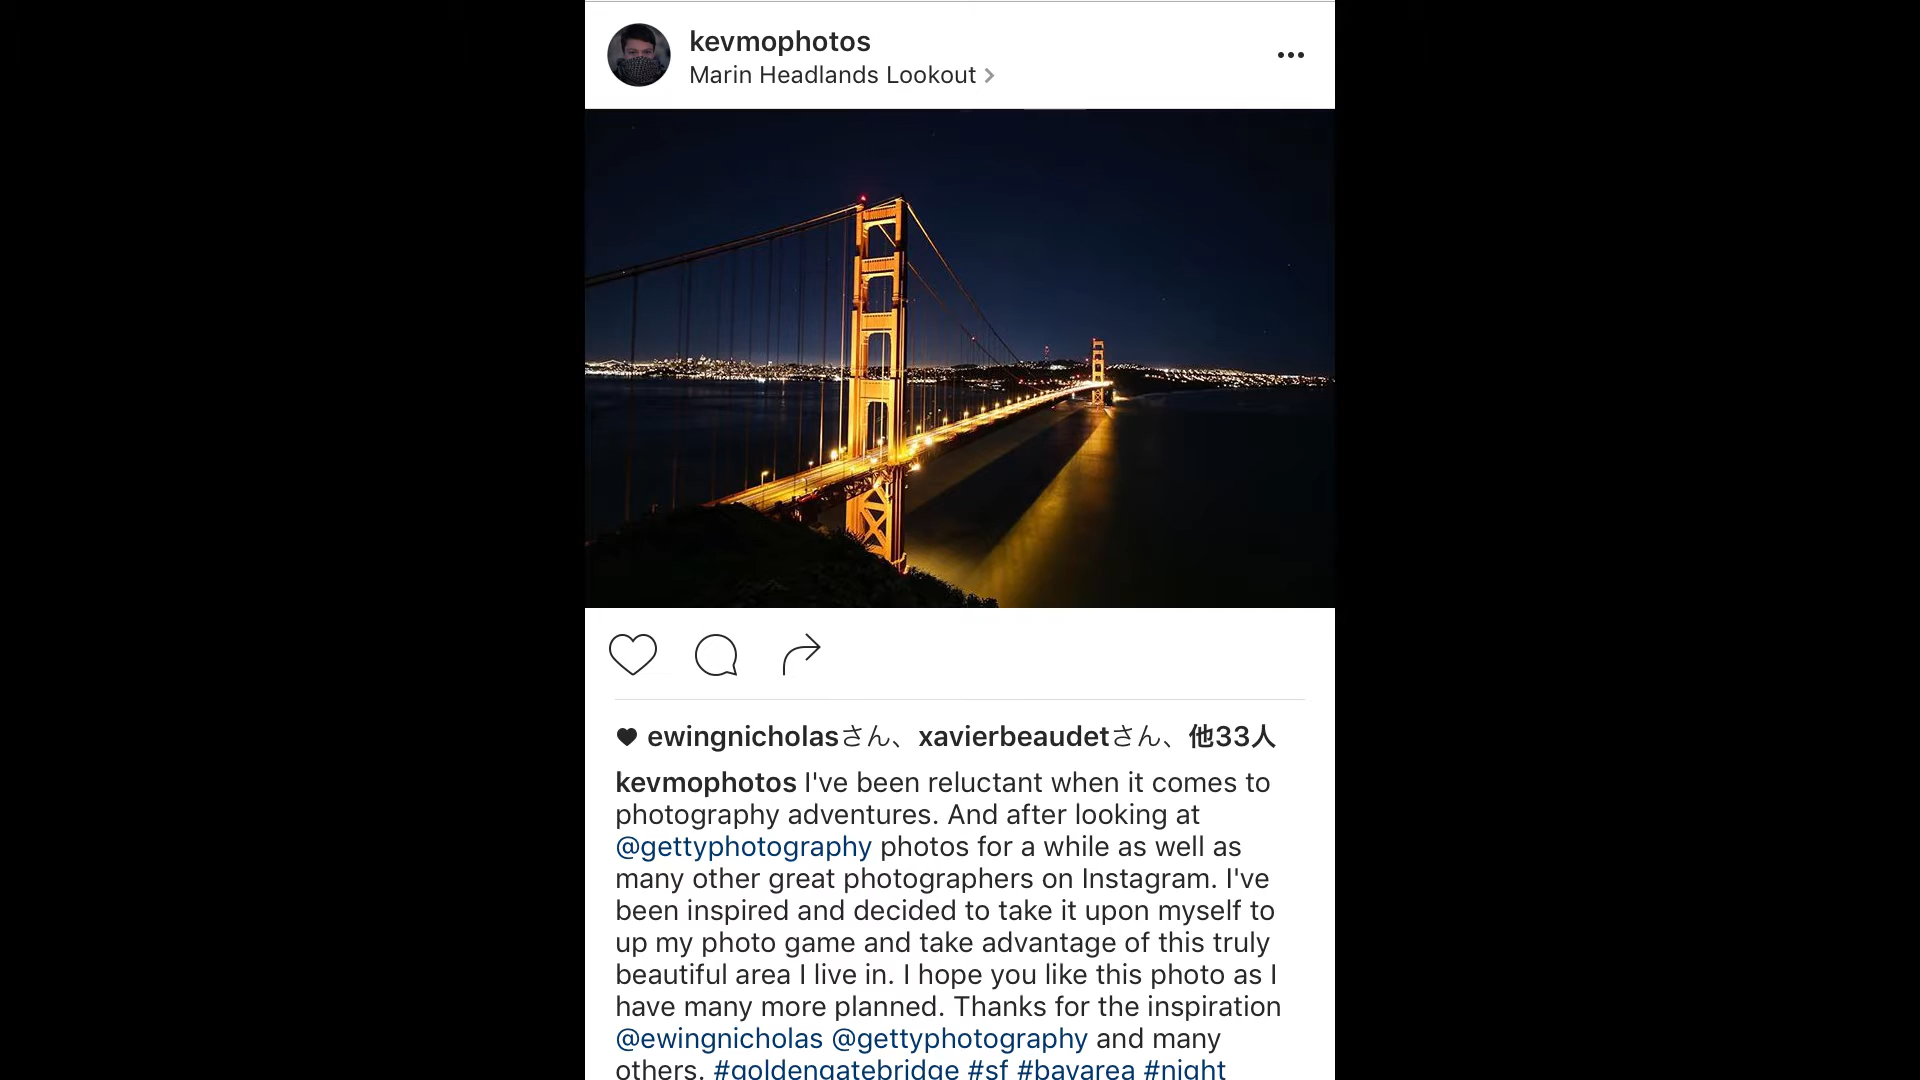 kevmophotos
Marin Headlands Lookout
ewingnicholasさん、xavierbeaudetさん、他33人
kevmophotos I've been reluctant when it comes to
photography adventures. And after looking at
@gettyphotography photos for a while as well as
many other great photographers on Instagram. I've
been inspired and decided to take it upon myself to
up my photo game and take advantage of this truly
beautiful area I live in. I hope you like this photo as I
have many more planned. Thanks for the inspiration
@ewingnicholas @gettyphotography and many
others. #goldengatebridge #sf #bayarea #night